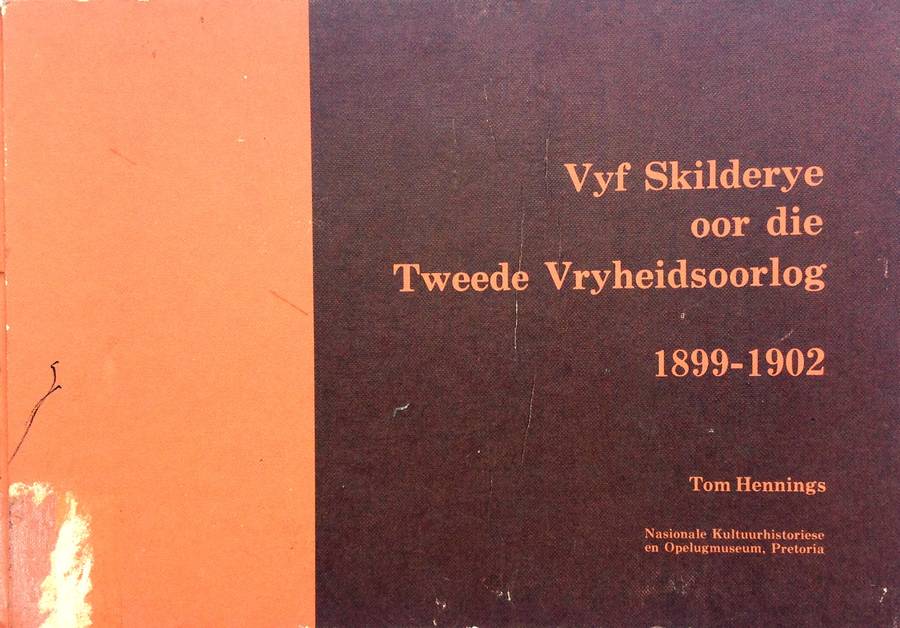 Vyf Skilderye
oor die
Tweede Vryheidsoorlog
1899-1902
Tom Hennings
Nasionale Kultuurhistoriese
en Opelugmuseum, Pretoria